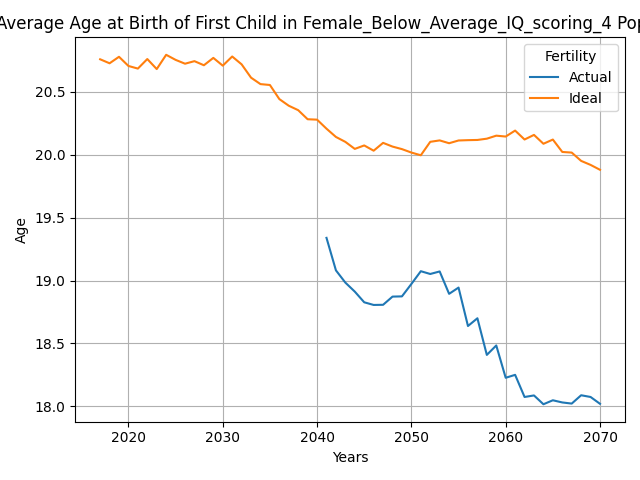 Average Age at Birth of First Child in Female_Below_Average_IQ_scoring_4 Pop
Fertility
Actual
Ideal
20.5
20.0
19.5
19.0
18.5
18.0
Age
2020 2030 2040 2050 2060 2070
Years